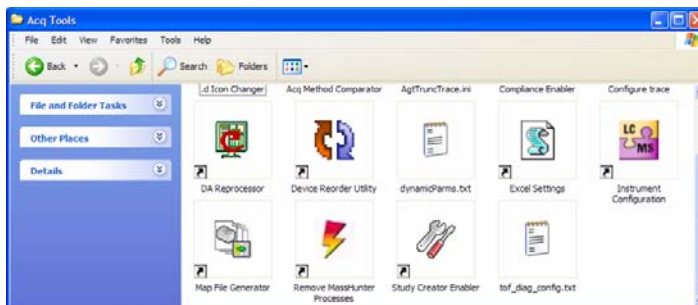 Acq Tools
File Edit View Favorites Tools Help
Back Search Folders
File and Folder Tasks
Other Places
Details
.d Icon Changer Acq Method Comparator AgtTruncTrace.ini Compliance Enabler Configure trace
LC
MS
DA Reprocessor Device Reorder Utility dynamicParms.txt Excel Settings Instrument
Configuration
Map File Generator Remove MassHunter Study Creator Enabler tof_diag_config.txt
Processes